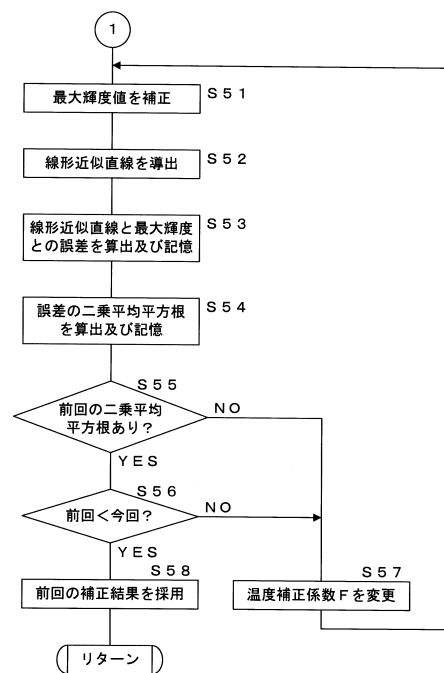 1
最大輝度値を補正
S51
線形近似直線を導出
S52
線形近似直線と最大輝度
との誤差を算出及び記憶
S53
誤差の二乗平均平方根
を算出及び記憶
S54
S55
前回の二乗平均
平方根あり？
NO
YES
S56
前回＜今回？
NO
YES
S58
前回の補正結果を採用
S57
温度補正係数Fを変更
リターン